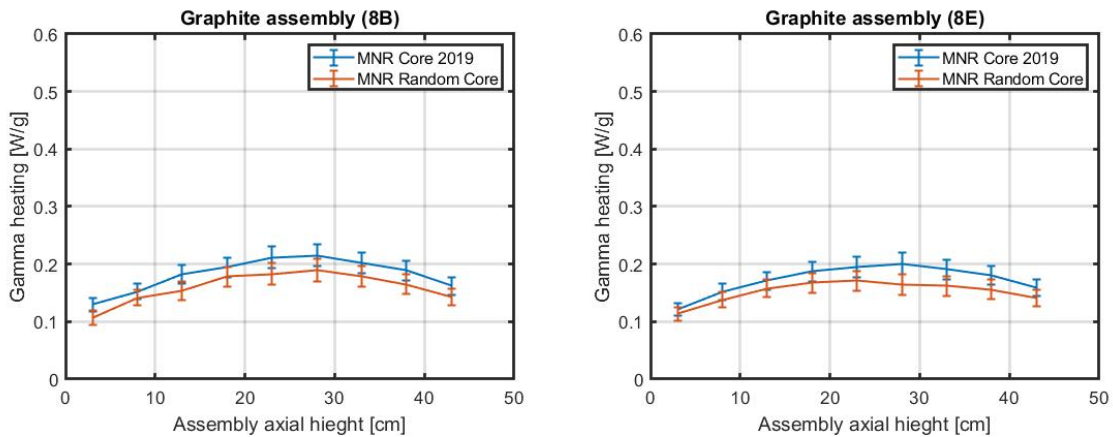 Graphite assembly (8B)
0.6
0.5
0.4
0.3
0.2
0.1
0
Gamma heating [W/g]
MNR Core 2019
MNR Random Core
0 10 20 30 40 50
Assembly axial hieght [cm]
Graphite assembly (8E)
0.6
0.5
0.4
0.3
0.2
0.1
0
Gamma heating [W/g]
MNR Core 2019
MNR Random Core
0 10 20 30 40 50
Assembly axial hieght [cm]